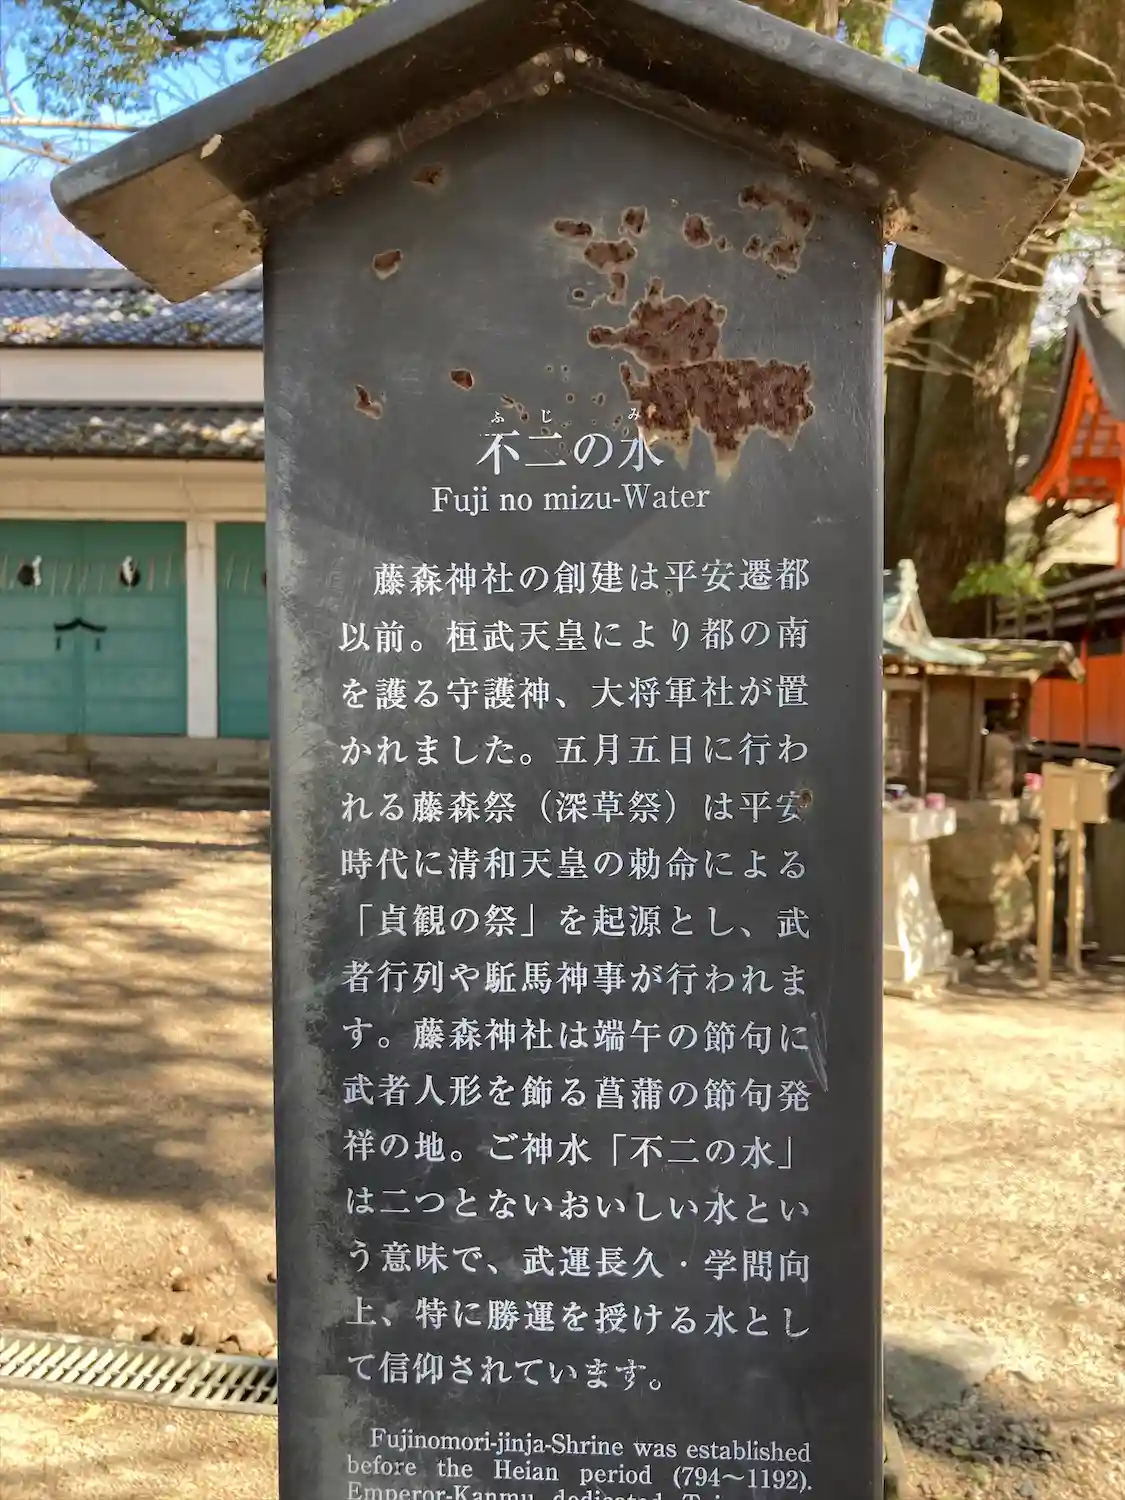 ふじ み
不二の水
Fuji no mizu-Water
藤森神社の創建は平安遷都
以前。桓武天皇により都の南
を護る守護神、大将軍社が置
かれました。五月五日に行わ
れる藤森祭（深草祭）は平安
時代に清和天皇の勅命による
「貞観の祭」を起源とし、武
者行列や駈馬神事が行われま
す。藤森神社は端午の節句に
武者人形を飾る菖蒲の節句発
祥の地。ご神水「不二の水」
は二つとないおいしい水とい
う意味で、武運長久・学問向
上、特に勝運を授ける水とし
て信仰されています。
Fujinomori-jinja-Shrine was established
before the Heian period (794～1192).
Emperor-Kanmu dedicated